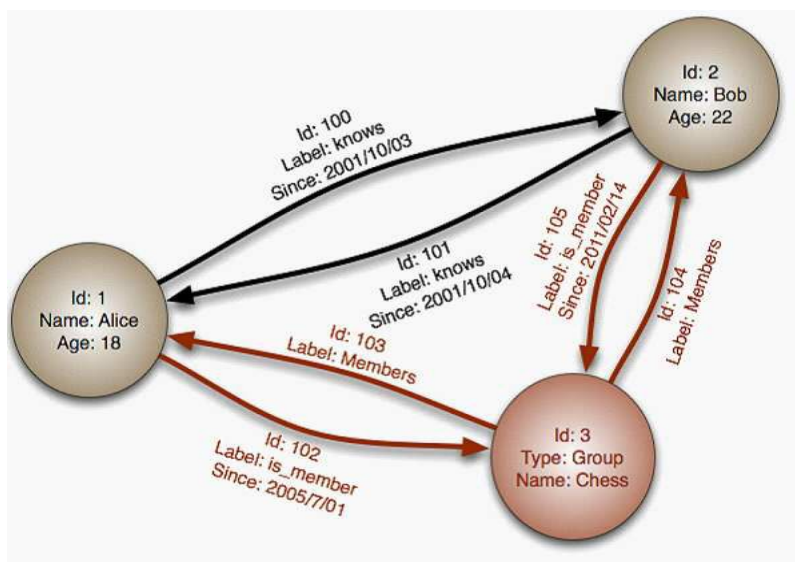 Id: 2
Name: Bob
Age: 22
Id: 100
Label: knows
Since: 2001/10/03
Id: 101
Label: knows
Since: 2001/10/04
Id: 105
Label: is_member
Since: 2011/02/14
Id: 104
Label: Members
Id: 1
Name: Alice
Age: 18
Id: 103
Label: Members
Id: 102
Label: is_member
Since: 2005/7/01
Id: 3
Type: Group
Name: Chess